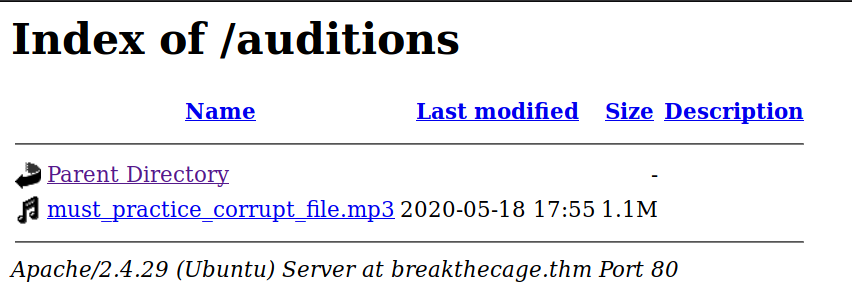 Index of /auditions
Name Last modified Size Description
Parent Directory -
must_practice_corrupt_file.mp3 2020-05-18 17:55 1.1M
Apache/2.4.29 (Ubuntu) Server at breakthecage.thm Port 80